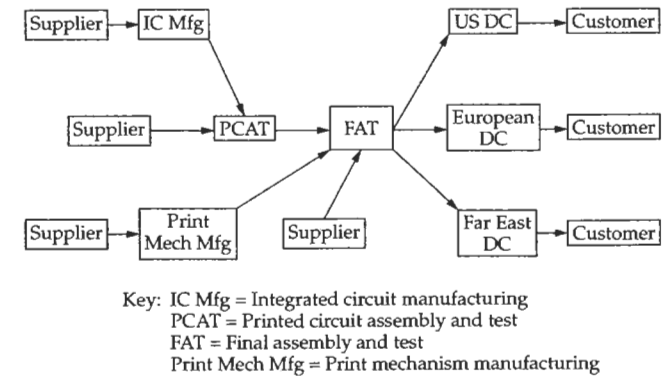 Supplier
IC Mfg
US DC
Customer
Supplier
PCAT
FAT
European
DC
Customer
Supplier
Print
Mech Mfg
Supplier
Far East
DC
Customer
Key: IC Mfg = Integrated circuit manufacturing
PCAT = Printed circuit assembly and test
FAT = Final assembly and test
Print Mech Mfg = Print mechanism manufacturing